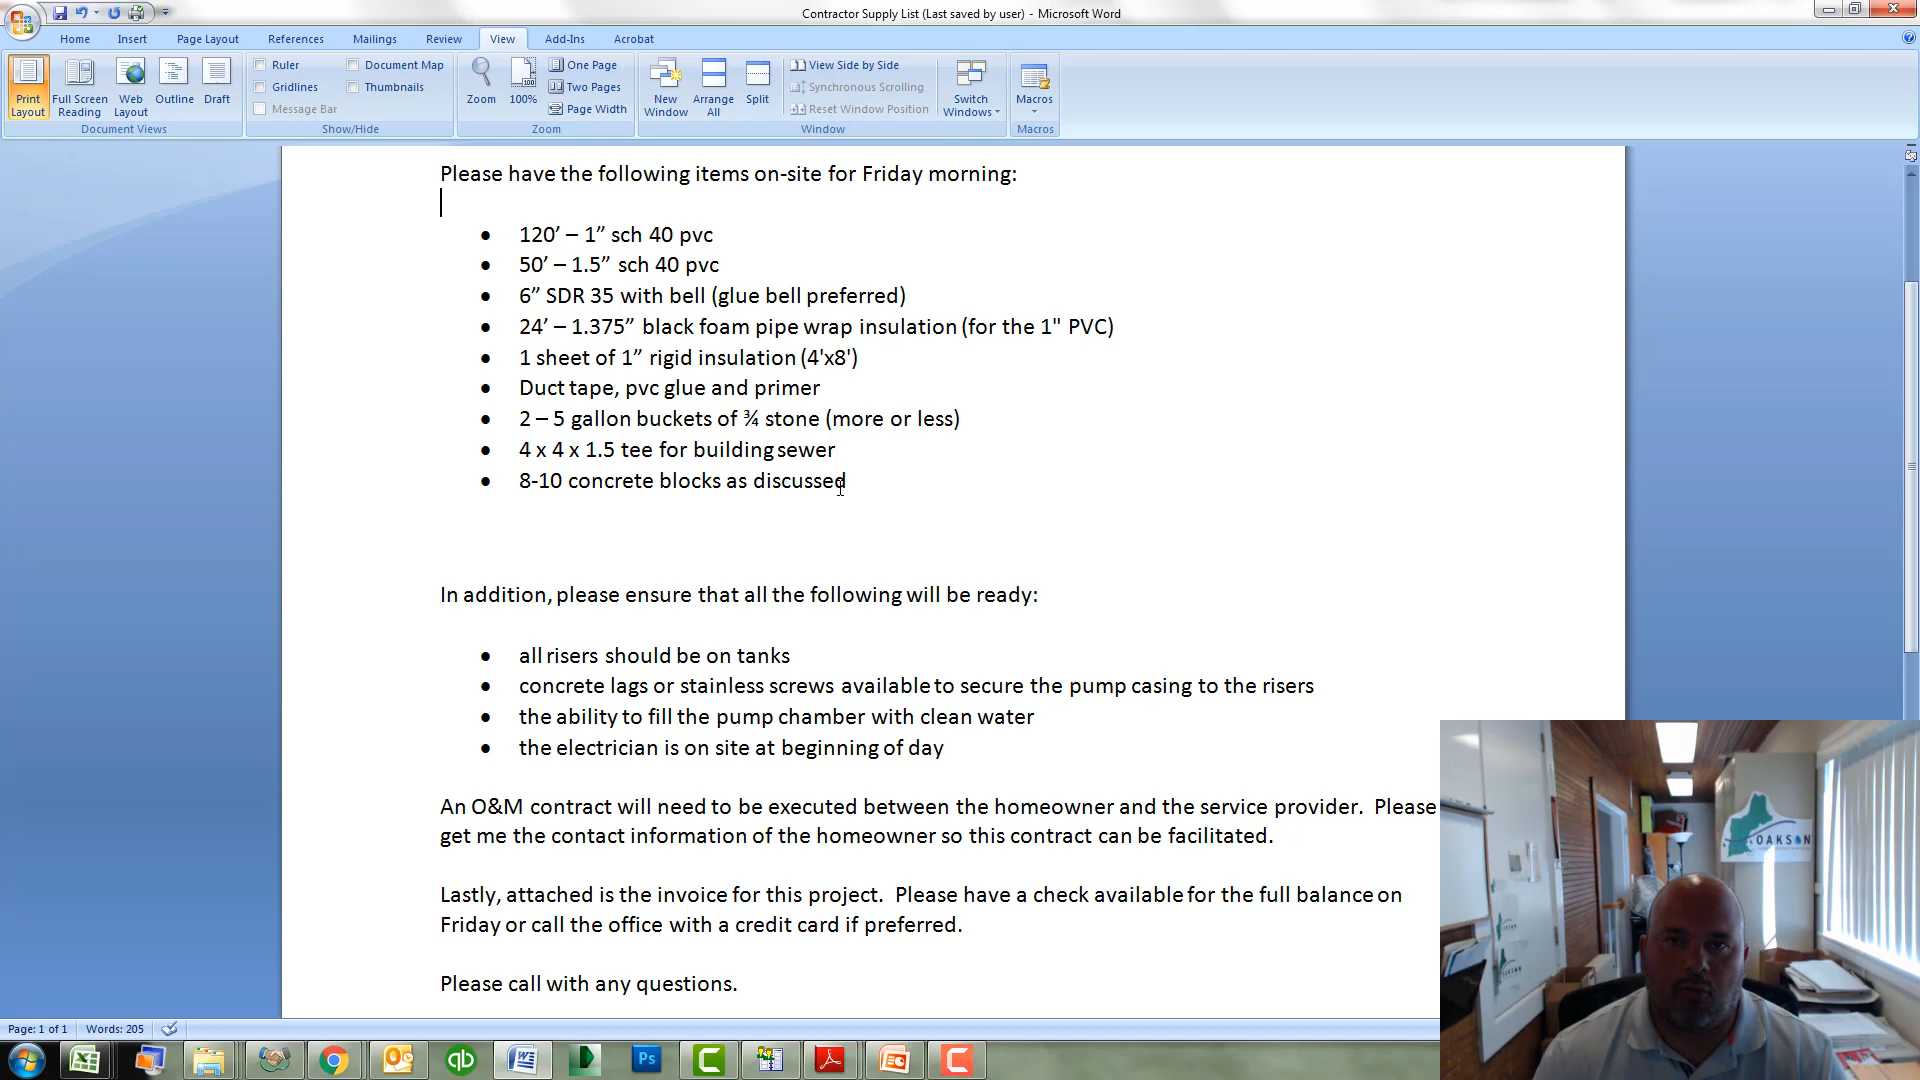 Contractor Supply List (Last saved by user) - Microsoft Word
Home Insert Page Layout References Mailings Review View Add-Ins Acrobat
Print Layout
Full Screen Reading
Web Layout
Outline
Draft
Document Views
Ruler
Gridlines
Message Bar
Document Map
Thumbnails
Show/Hide
Zoom
100%
One Page
Two Pages
Page Width
Zoom
New Window
Arrange All
Split
View Side by Side
Synchronous Scrolling
Reset Window Position
Window
Switch Windows
Macros
Macros
Please have the following items on-site for Friday morning:
• 120’ – 1” sch 40 pvc
• 50’ – 1.5” sch 40 pvc
• 6” SDR 35 with bell (glue bell preferred)
• 24’ – 1.375” black foam pipe wrap insulation (for the 1" PVC)
• 1 sheet of 1” rigid insulation (4'x8')
• Duct tape, pvc glue and primer
• 2 – 5 gallon buckets of ¾ stone (more or less)
• 4 x 4 x 1.5 tee for building sewer
• 8-10 concrete blocks as discussed
In addition, please ensure that all the following will be ready:
• all risers should be on tanks
• concrete lags or stainless screws available to secure the pump casing to the risers
• the ability to fill the pump chamber with clean water
• the electrician is on site at beginning of day
An O&M contract will need to be executed between the homeowner and the service provider. Please
get me the contact information of the homeowner so this contract can be facilitated.
Lastly, attached is the invoice for this project. Please have a check available for the full balance on
Friday or call the office with a credit card if preferred.
Please call with any questions.
OAKSON
Page: 1 of 1 Words: 205
qb
Ps